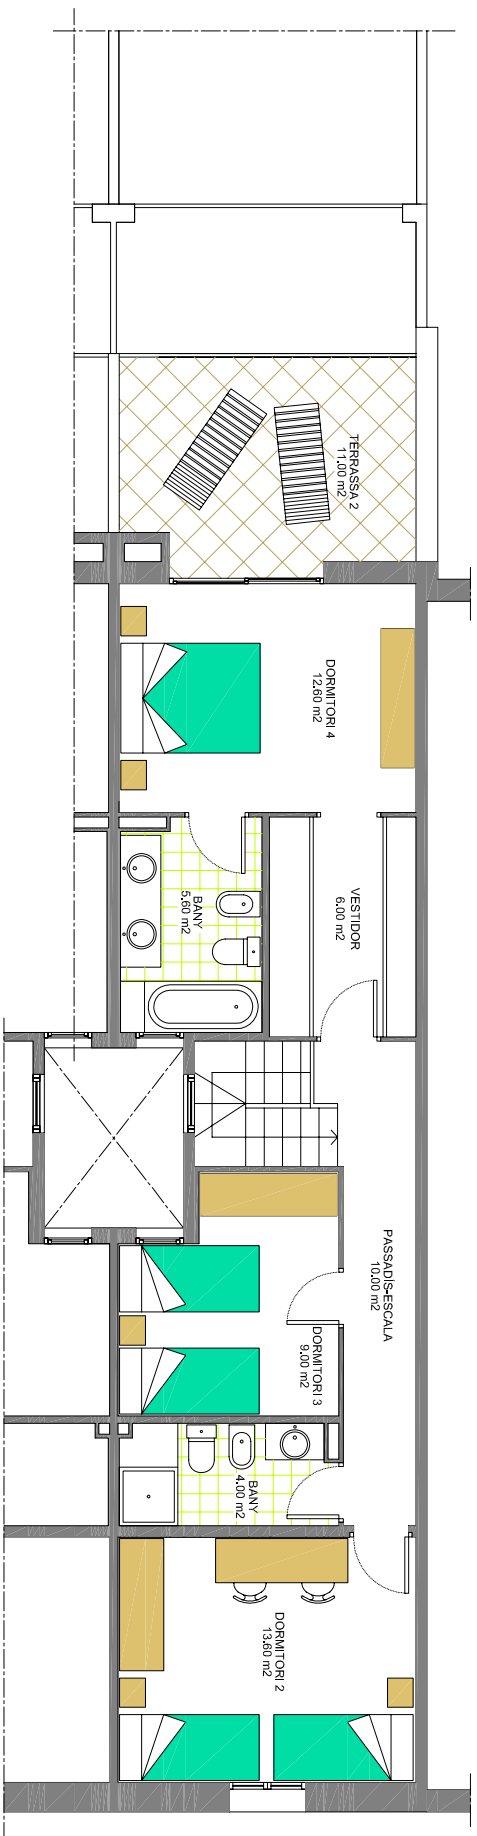 TERRASSA 2
11.00 m2
DORMITORI 4
12.60 m2
VESTIDOR
6.00 m2
BANY
5.60 m2
PASSADÍS-ESCALA
10.00 m2
DORMITORI 3
9.00 m2
BANY
4.00 m2
DORMITORI 2
13.60 m2